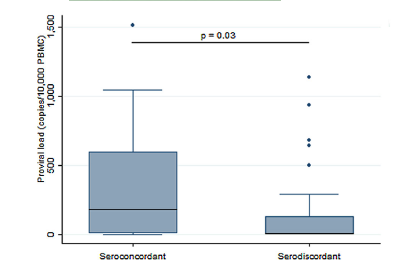 p = 0.03
Proviral load (copies/10,000 PBMC)
1,500
1,000
500
0
Seroconcordant
Serodiscordant